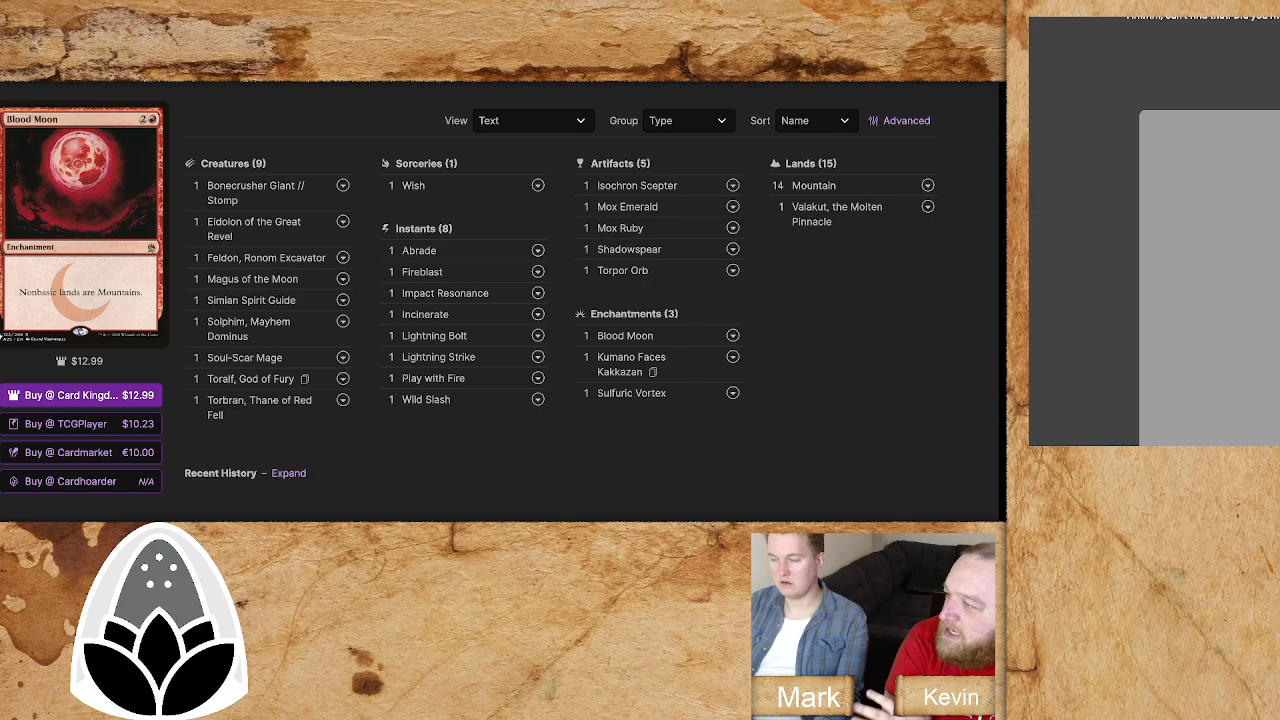 Blood Moon
Enchantment
Nonbasic lands are Mountains.
$12.99
Buy @ Card Kingd... $12.99
Buy @ TCGPlayer $10.23
Buy @ Cardmarket €10.00
Buy @ Cardhoarder N/A
View Text Group Type Sort Name Advanced
Creatures (9)
1 Bonecrusher Giant //
Stomp
1 Eidolon of the Great
Revel
1 Feldon, Ronom Excavator
1 Magus of the Moon
1 Simian Spirit Guide
1 Solphim, Mayhem
Dominus
1 Soul-Scar Mage
1 Toralf, God of Fury
1 Torbran, Thane of Red
Fell
Sorceries (1)
1 Wish
Instants (8)
1 Abrade
1 Fireblast
1 Impact Resonance
1 Incinerate
1 Lightning Bolt
1 Lightning Strike
1 Play with Fire
1 Wild Slash
Artifacts (5)
1 Isochron Scepter
1 Mox Emerald
1 Mox Ruby
1 Shadowspear
1 Torpor Orb
Enchantments (3)
1 Blood Moon
1 Kumano Faces
Kakkazan
1 Sulfuric Vortex
Lands (15)
14 Mountain
1 Valakut, the Molten
Pinnacle
Recent History – Expand
Mark
Kevin